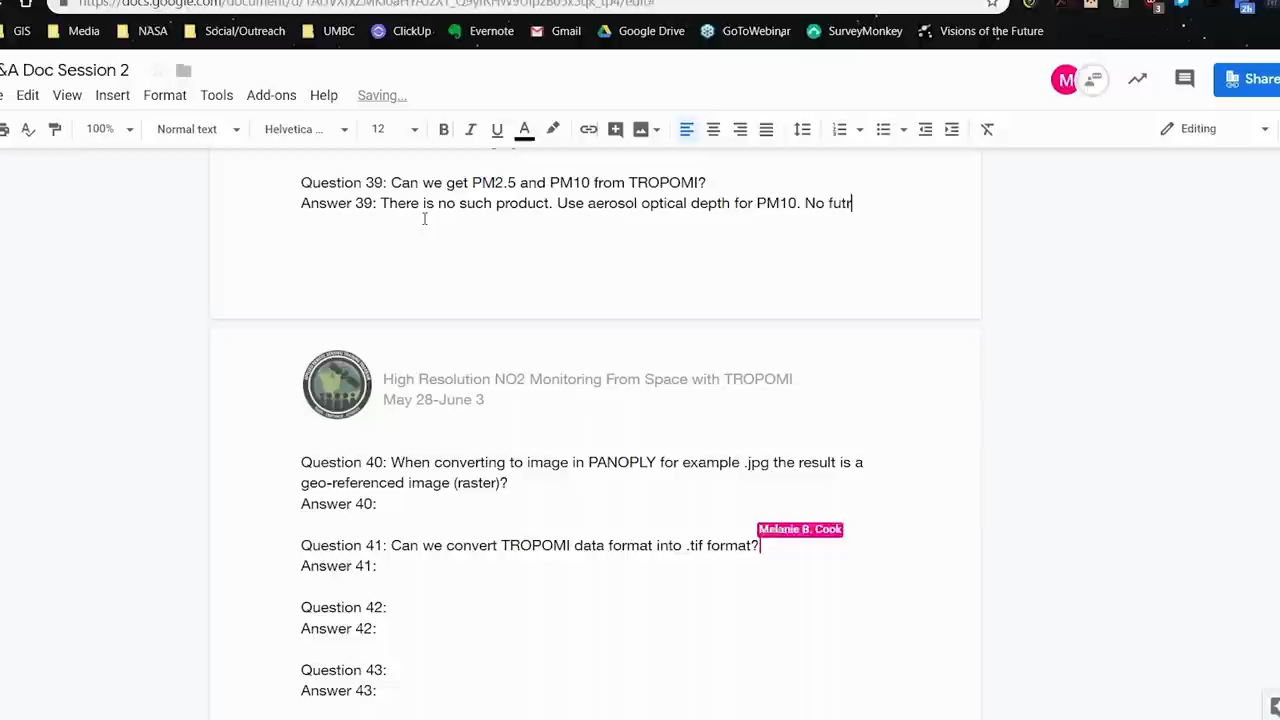 GIS Media NASA Social/Outreach UMBC ClickUp Evernote Gmail Google Drive GoToWebinar SurveyMonkey Visions of the Future
&A Doc Session 2
M
Share
Edit View Insert Format Tools Add-ons Help Saving...
100% Normal text Helvetica ... 12 B I U A Editing
Question 39: Can we get PM2.5 and PM10 from TROPOMI?
Answer 39: There is no such product. Use aerosol optical depth for PM10. No futr
High Resolution NO2 Monitoring From Space with TROPOMI
May 28-June 3
Question 40: When converting to image in PANOPLY for example .jpg the result is a
geo-referenced image (raster)?
Answer 40:
Melanie B. Cook
Question 41: Can we convert TROPOMI data format into .tif format?
Answer 41:
Question 42:
Answer 42:
Question 43:
Answer 43: